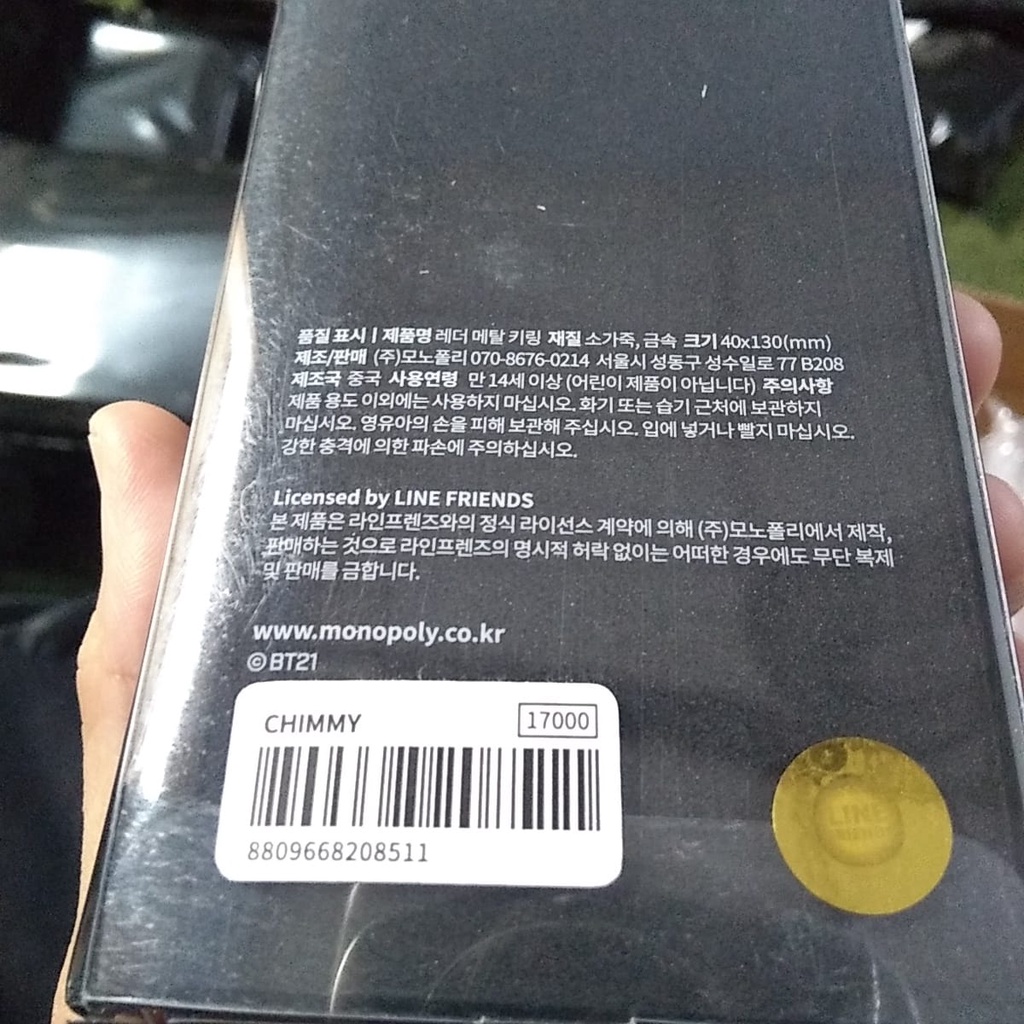 품질 표시 | 제품명 레더 메탈 키링 재질 소가죽, 금속 크기 40x130(mm)
제조/판매 (주)모노폴리 070-8676-0214 서울시 성동구 성수일로 77 B208
제조국 중국 사용연령 만 14세 이상 (어린이 제품이 아닙니다) 주의사항
제품 용도 이외에는 사용하지 마십시오. 화기 또는 습기 근처에 보관하지
마십시오. 영유아의 손을 피해 보관해 주십시오. 입에 넣거나 빨지 마십시오.
강한 충격에 의한 파손에 주의하십시오.
Licensed by LINE FRIENDS
본 제품은 라인프렌즈와의 정식 라이선스 계약에 의해 (주)모노폴리에서 제작,
판매하는 것으로 라인프렌즈의 명시적 허락 없이는 어떠한 경우에도 무단 복제
및 판매를 금합니다.
www.monopoly.co.kr
©BT21
CHIMMY 17000
8809668208511
LINE
FRIENDS